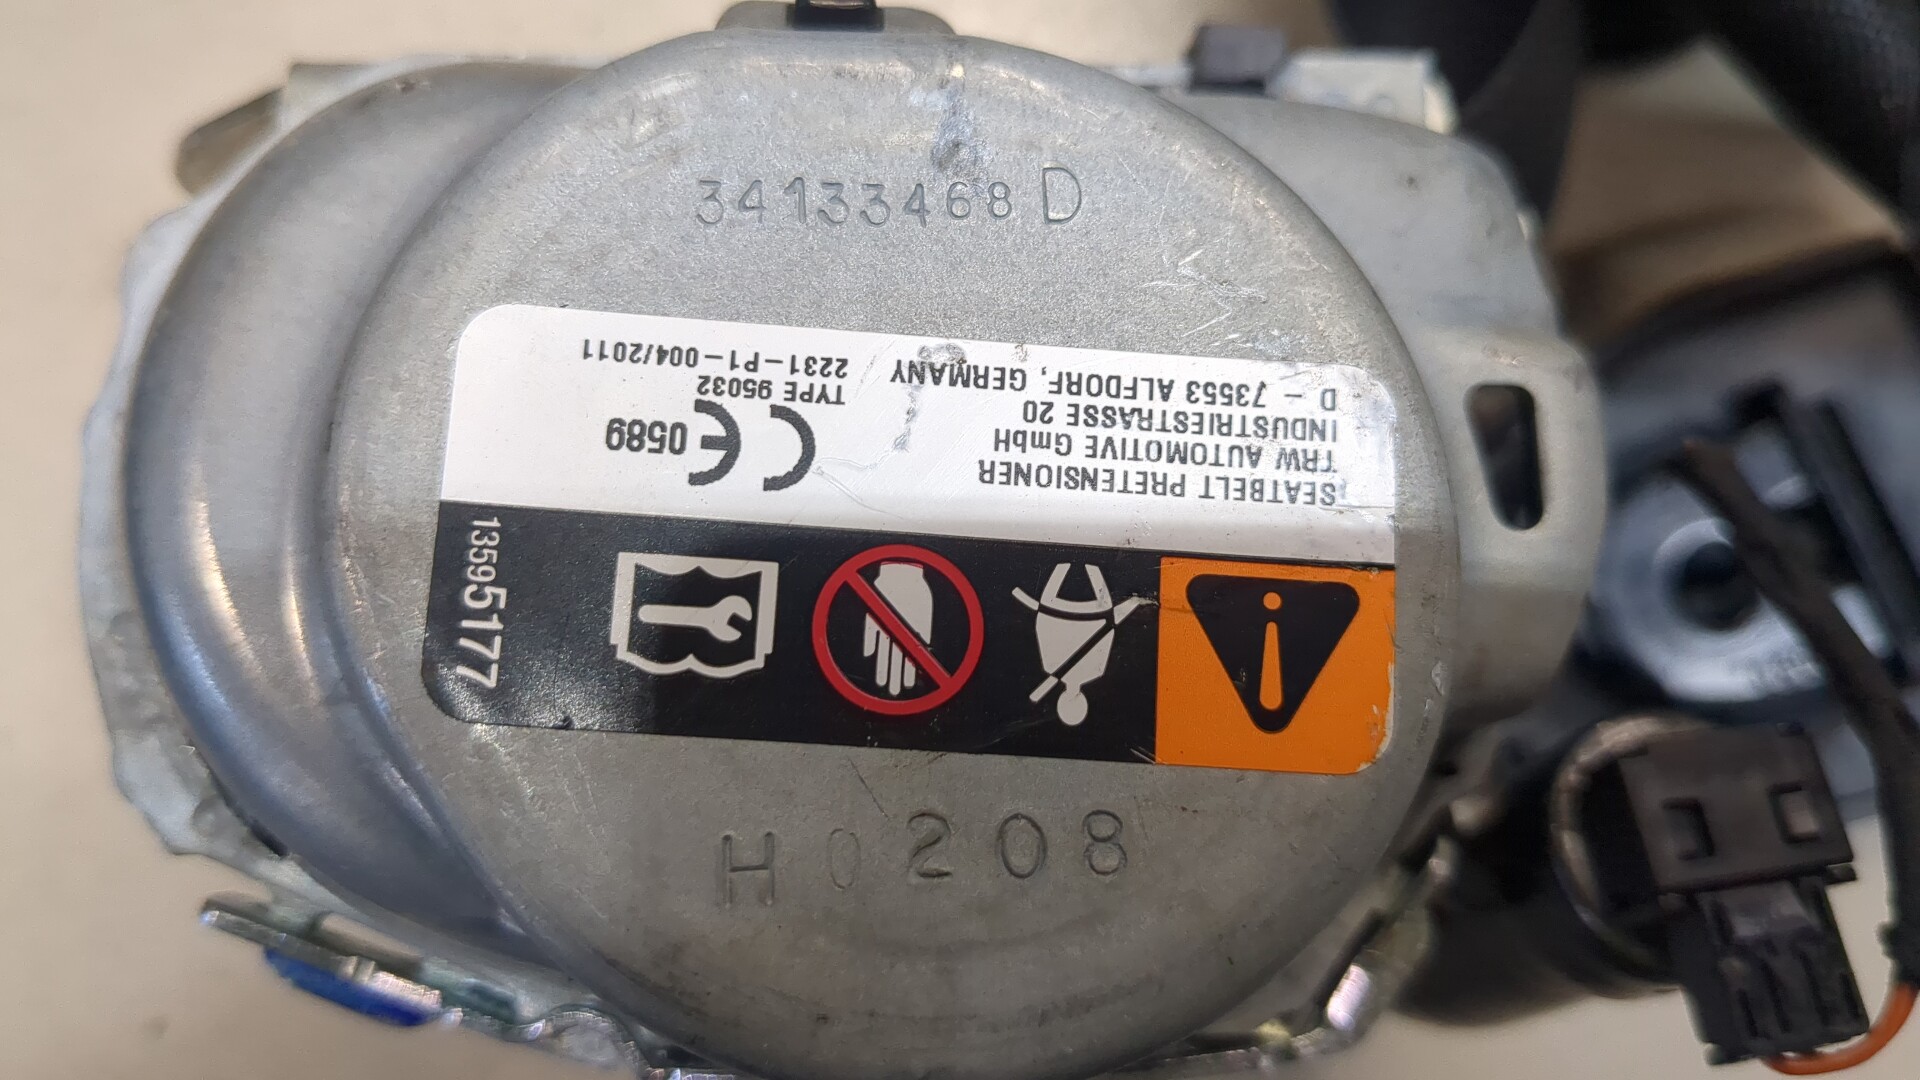 34133468 D
SEATBELT PRETENSIONER
TRW AUTOMOTIVE GmbH
INDUSTRIESTRASSE 20
D - 73553 ALFDORF, GERMANY
CE 0589
TYPE 95032
2231-P1-004/2011
13595177
H0208